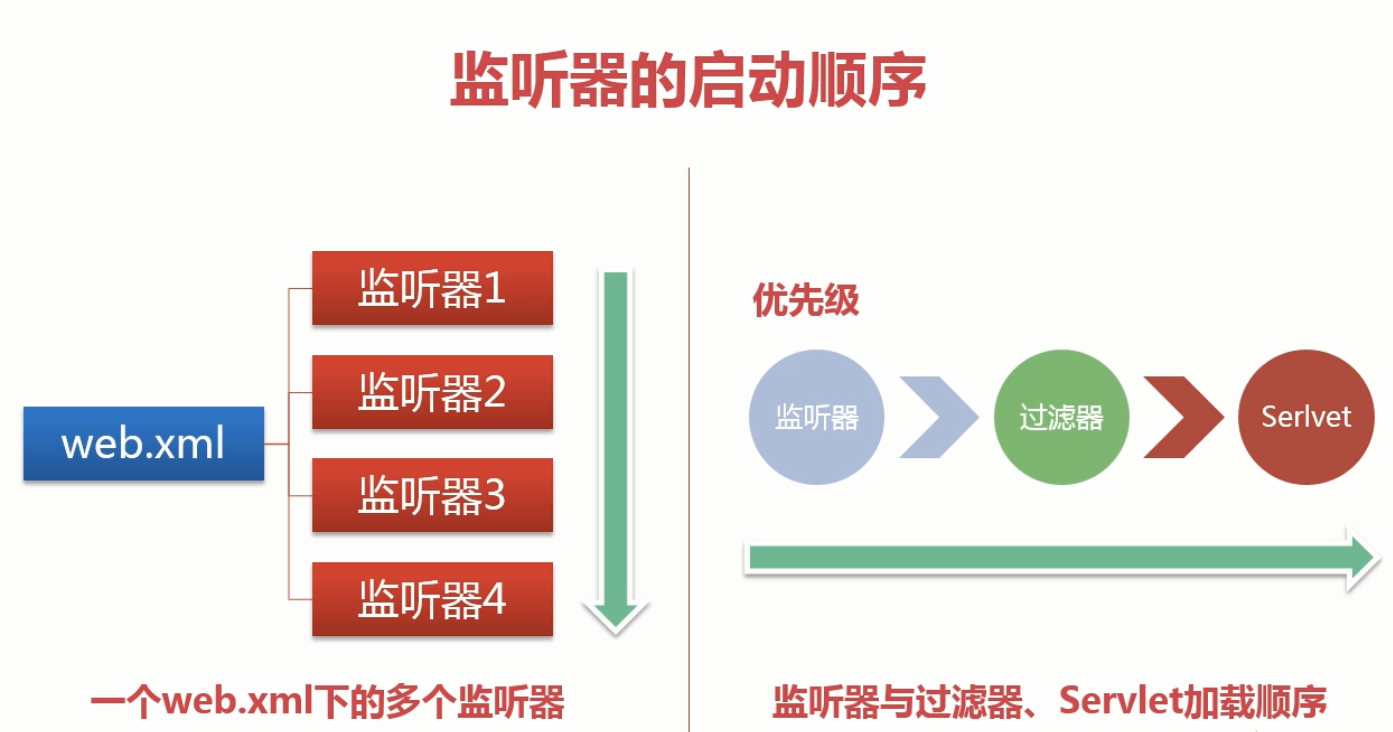 监听器的启动顺序
web.xml
监听器1
监听器2
监听器3
监听器4
一个web.xml下的多个监听器
优先级
监听器
过滤器
Serlvet
监听器与过滤器、Servlet加载顺序